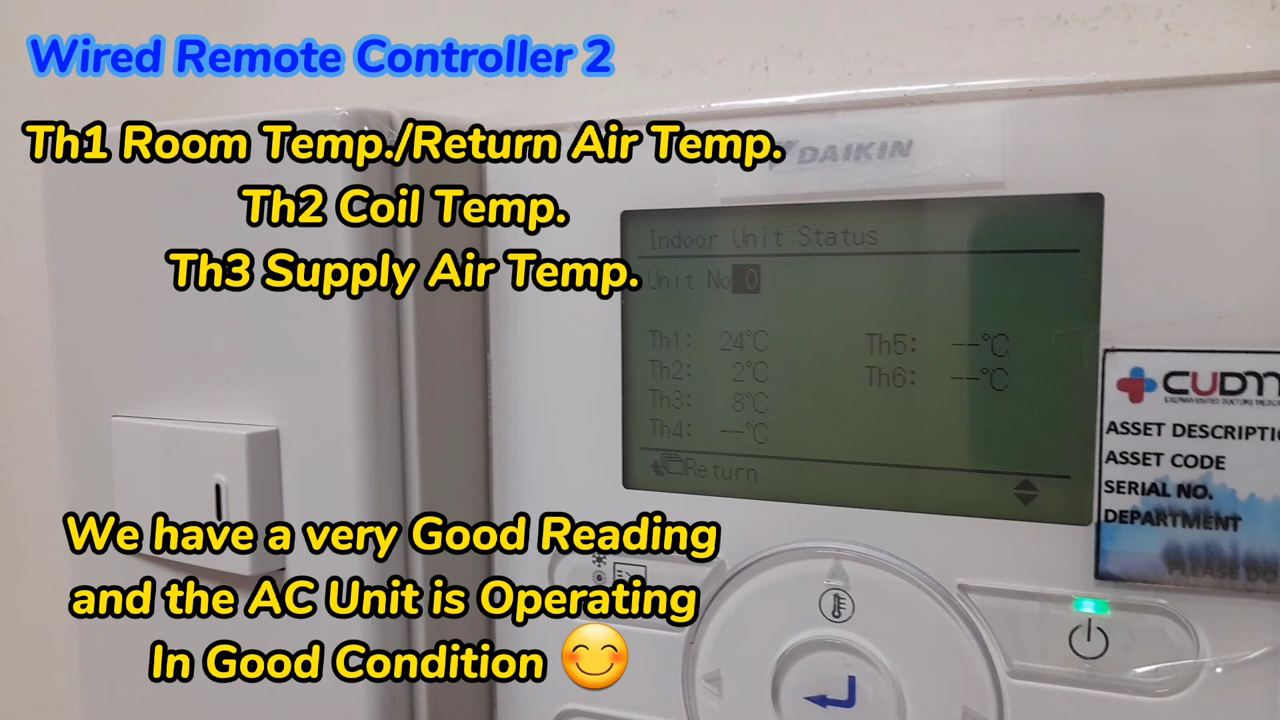 Wired Remote Controller 2
Th1 Room Temp./Return Air Temp.
Th2 Coil Temp.
Th3 Supply Air Temp.
DAIKIN
Indoor Unit Status
Unit No 0
Th1: 24°C
Th2: 2°C
Th3: 8°C
Th4: --°C
Th5: --°C
Th6: --°C
Return
CUDM
ASSET DESCRIPTI
ASSET CODE
SERIAL NO.
DEPARTMENT
PLEASE DO
We have a very Good Reading
and the AC Unit is Operating
In Good Condition 😊